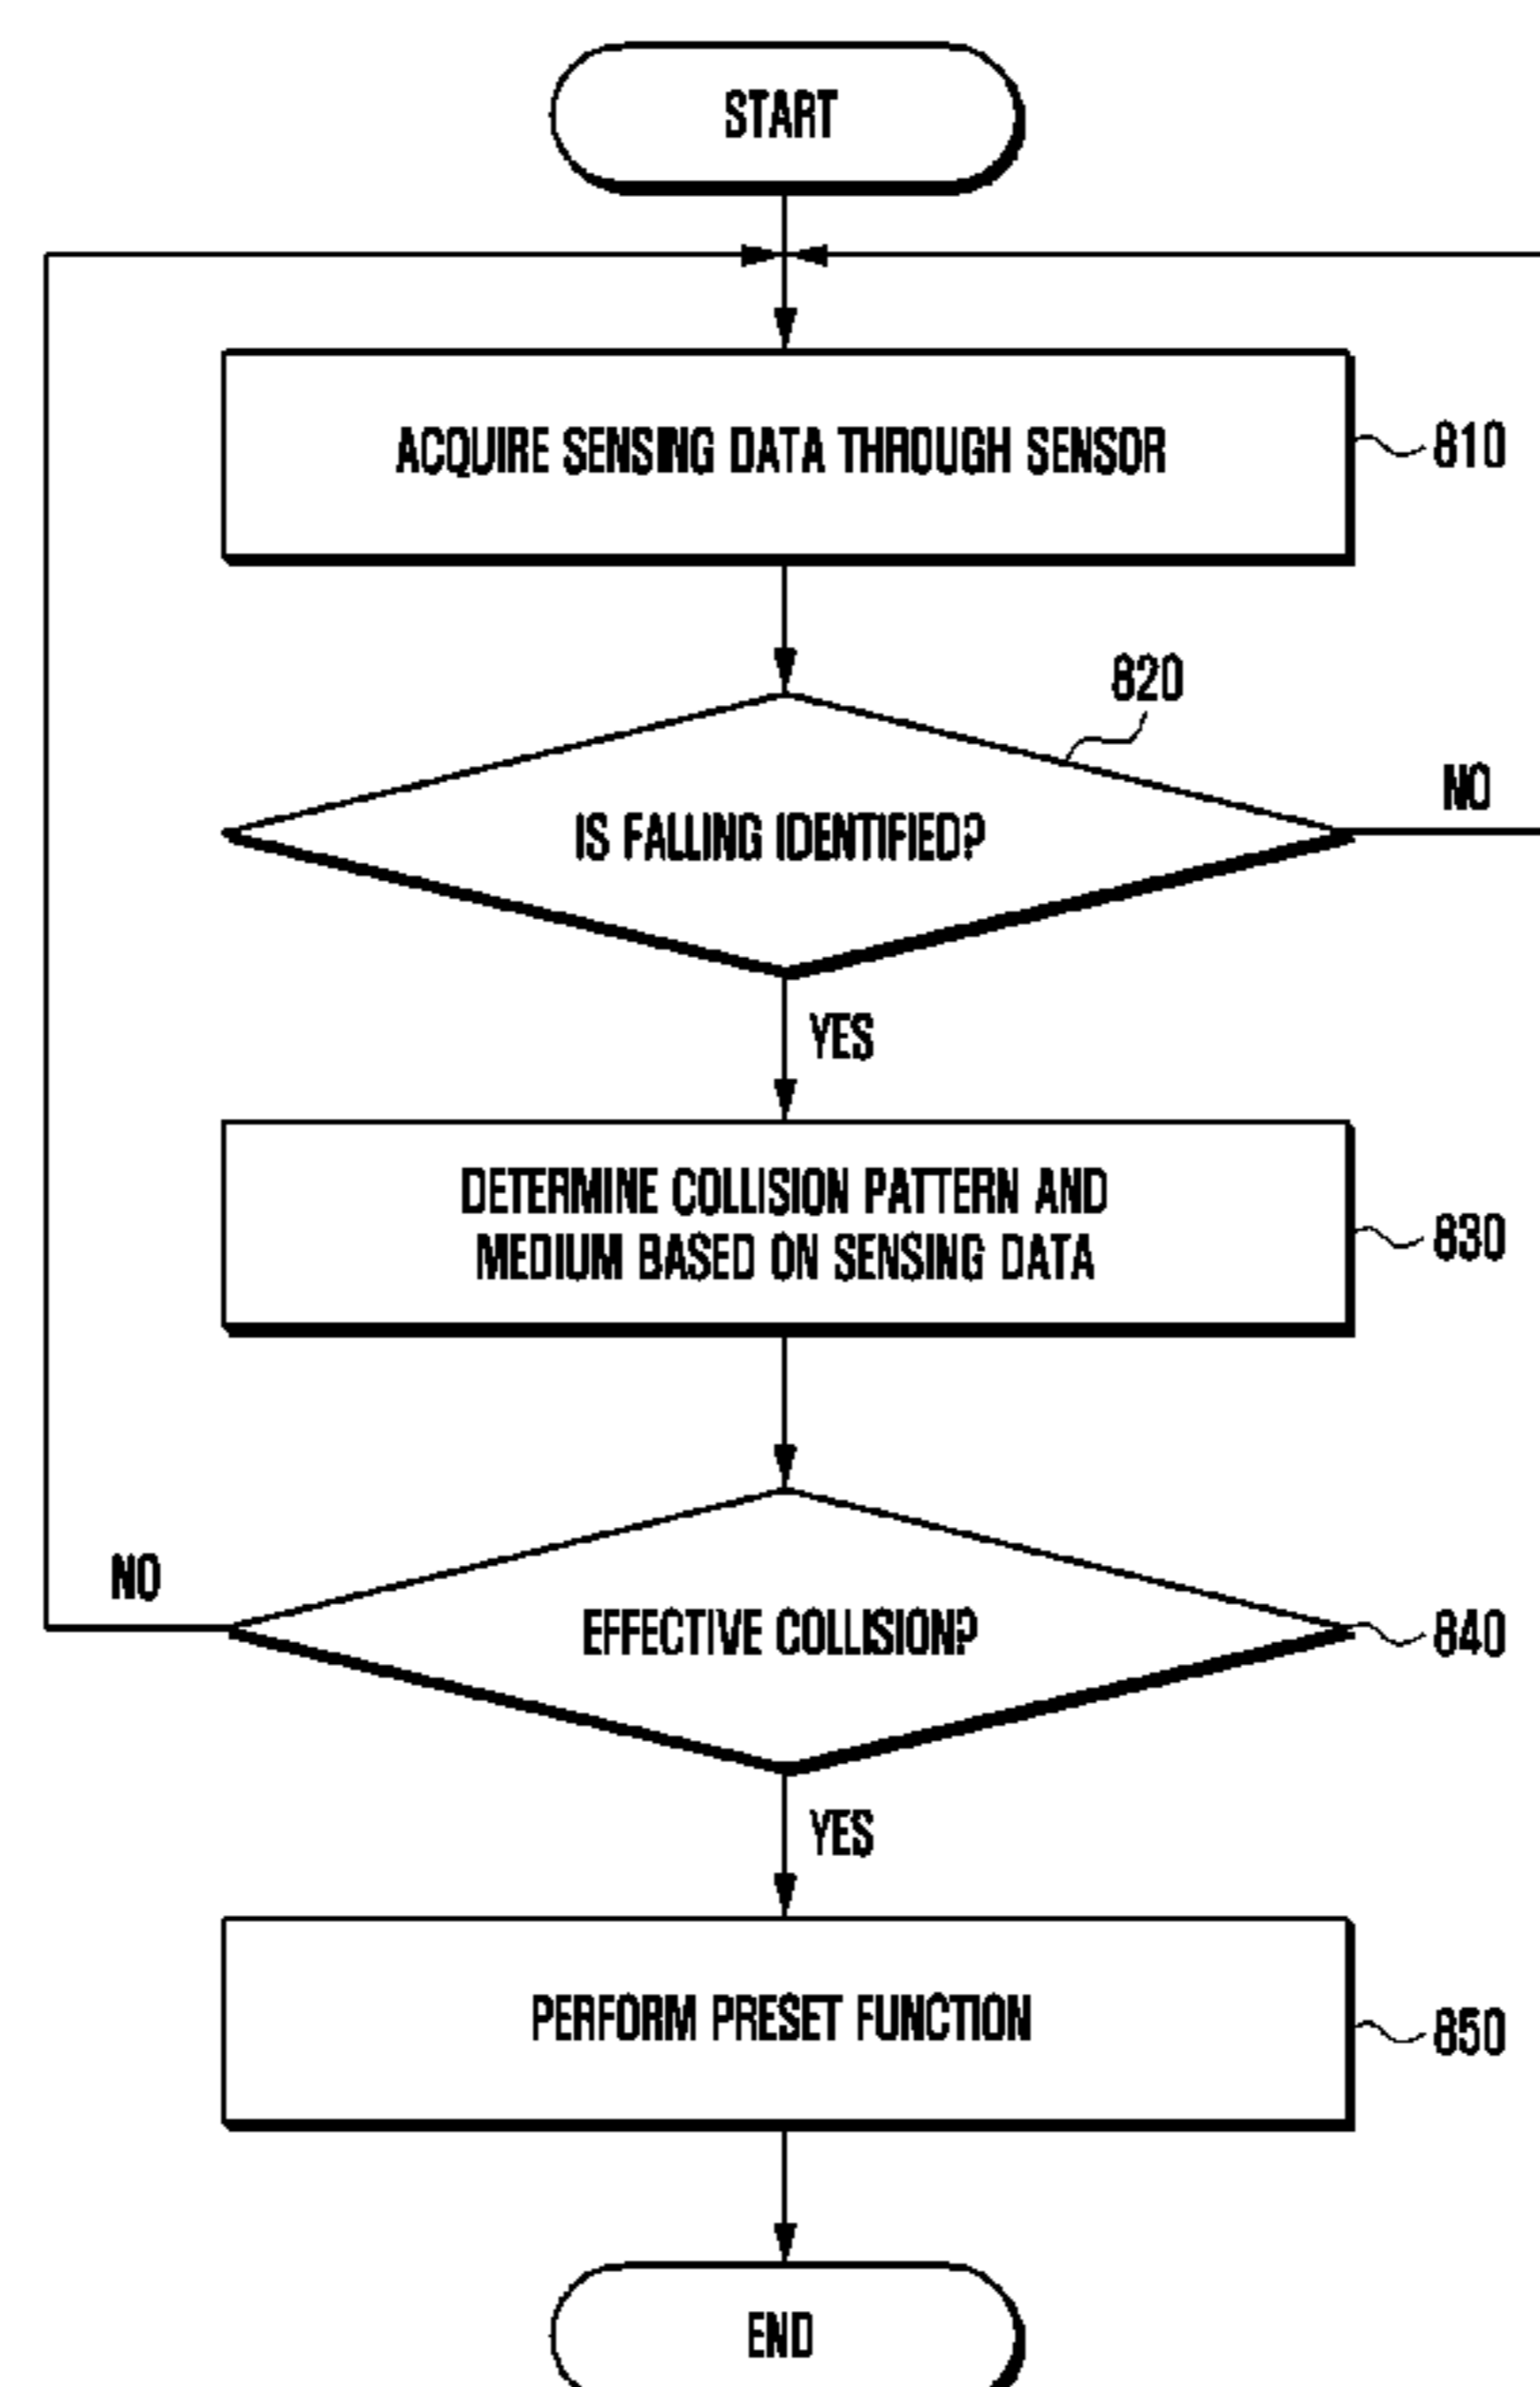 START
ACQUIRE SENSING DATA THROUGH SENSOR
810
820
IS FALLING IDENTIFIED?
NO
YES
DETERMINE COLLISION PATTERN AND
MEDIUM BASED ON SENSING DATA
830
NO
EFFECTIVE COLLISION?
840
YES
PERFORM PRESET FUNCTION
850
END